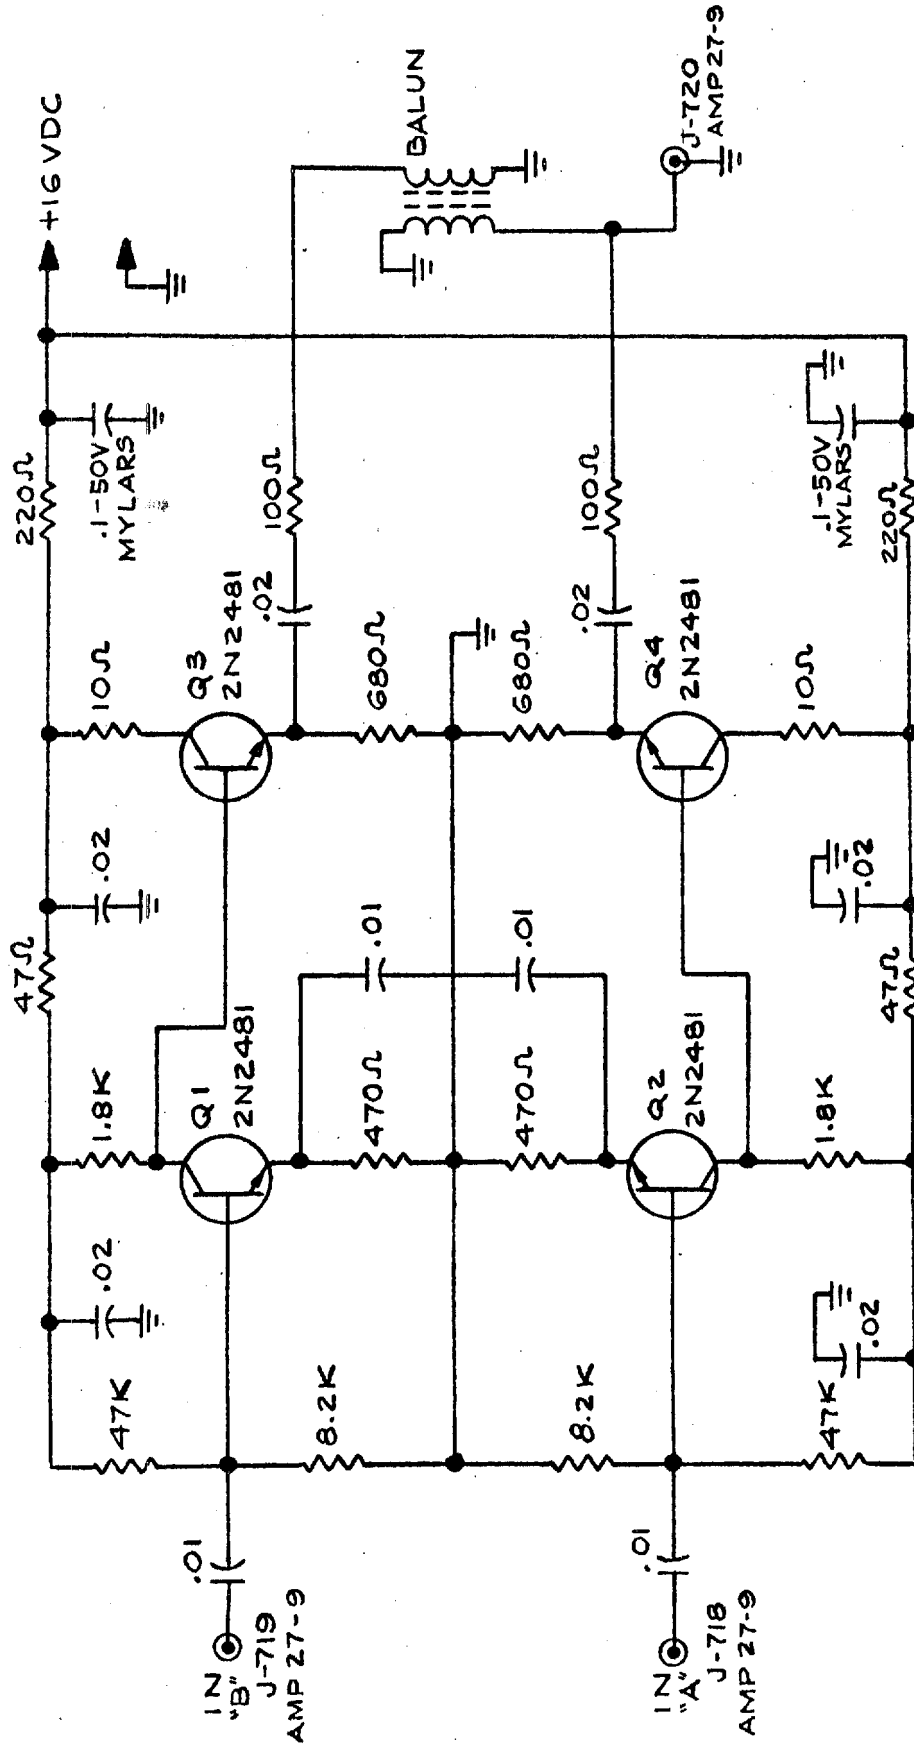 47Ω
220Ω
+16 VDC
47K
.02
1.8K
.02
10Ω
.1-50V
MYLARS
IN
"B"
J-719
AMP 27-9
.01
Q1
2N2481
Q3
2N2481
.02
100Ω
8.2K
470Ω
.01
680Ω
BALUN
8.2K
470Ω
.01
680Ω
.02
100Ω
IN
"A"
J-718
AMP 27-9
.01
Q2
2N2481
Q4
2N2481
J-720
AMP 27-9
47K
.02
1.8K
.02
10Ω
.1-50V
MYLARS
47Ω
220Ω